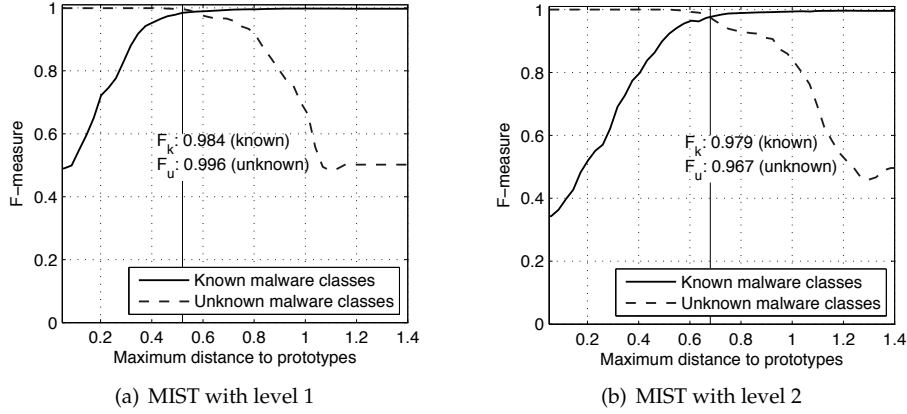 1
0.8
0.6
0.4
0.2
0
F−measure
F_k: 0.984 (known)
F_u: 0.996 (unknown)
Known malware classes
Unknown malware classes
0.2 0.4 0.6 0.8 1 1.2 1.4
Maximum distance to prototypes
(a) MIST with level 1
1
0.8
0.6
0.4
0.2
0
F−measure
F_k: 0.979 (known)
F_u: 0.967 (unknown)
Known malware classes
Unknown malware classes
0.2 0.4 0.6 0.8 1 1.2 1.4
Maximum distance to prototypes
(b) MIST with level 2